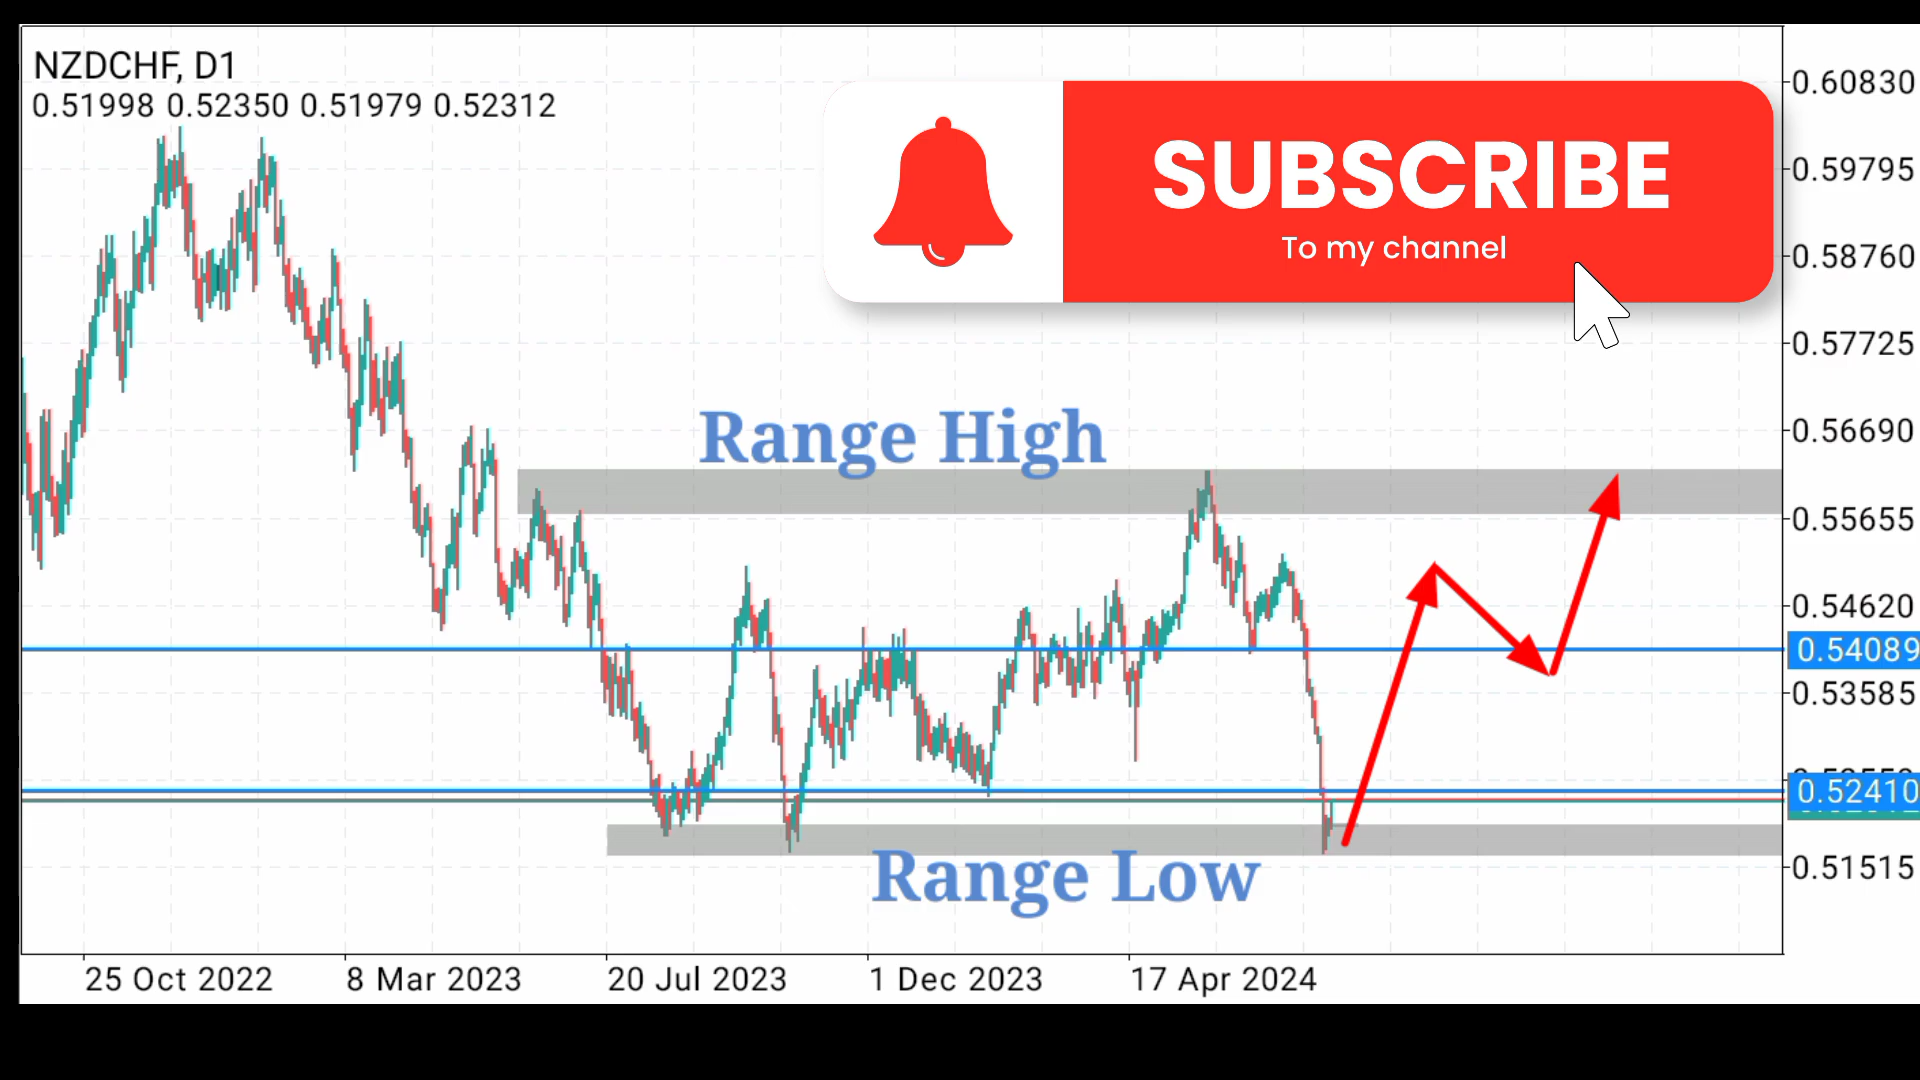 NZDCHF, D1
0.51998 0.52350 0.51979 0.52312
SUBSCRIBE
To my channel
Range High
Range Low
0.60830
0.59795
0.58760
0.57725
0.56690
0.55655
0.54620
0.54089
0.53585
0.52410
0.51515
25 Oct 2022 8 Mar 2023 20 Jul 2023 1 Dec 2023 17 Apr 2024